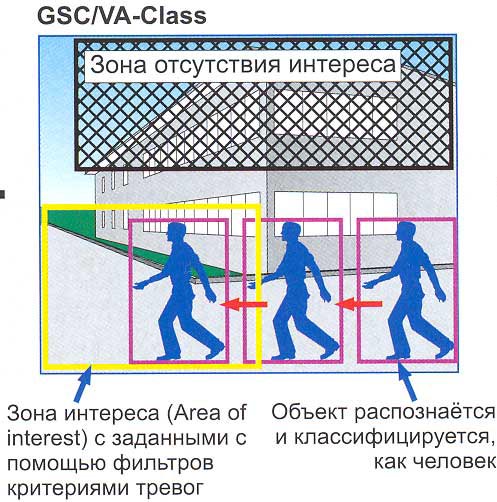 GSC/VA-Class
Зона отсутствия интереса
Зона интереса (Area of
interest) с заданными с
помощью фильтров
критериями тревог
Объект распознаётся
и классифицируется,
как человек